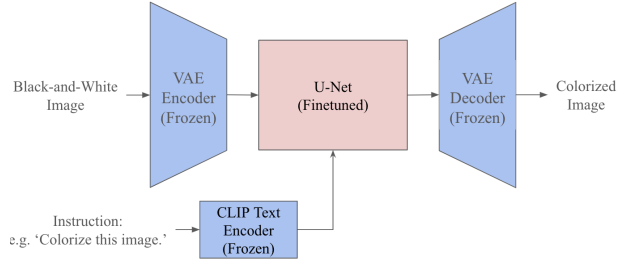 Black-and-White
Image
VAE
Encoder
(Frozen)
U-Net
(Finetuned)
VAE
Decoder
(Frozen)
Colorized
Image
Instruction:
e.g. ‘Colorize this image.’
CLIP Text
Encoder
(Frozen)